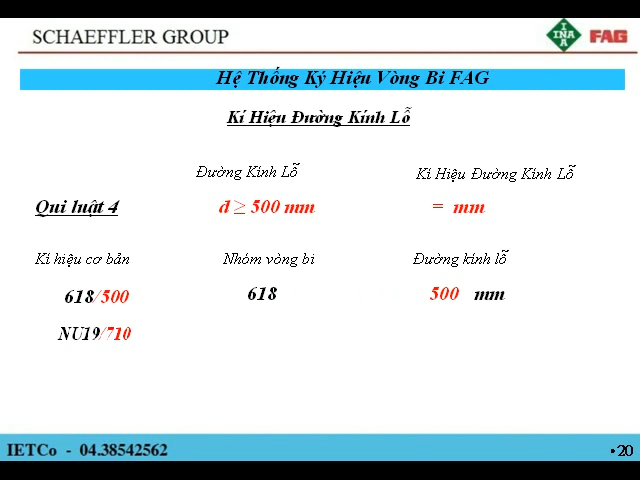 SCHAEFFLER GROUP
INA FAG
Hệ Thống Ký Hiệu Vòng Bi FAG
Kí Hiệu Đường Kính Lỗ
Đường Kính Lỗ Kí Hiệu Đường Kính Lỗ
Qui luật 4 d ≥ 500 mm = mm
Kí hiệu cơ bản Nhóm vòng bi Đường kính lỗ
618/500 618 500 mm
NU19/710
IETCo - 04.38542562 •20